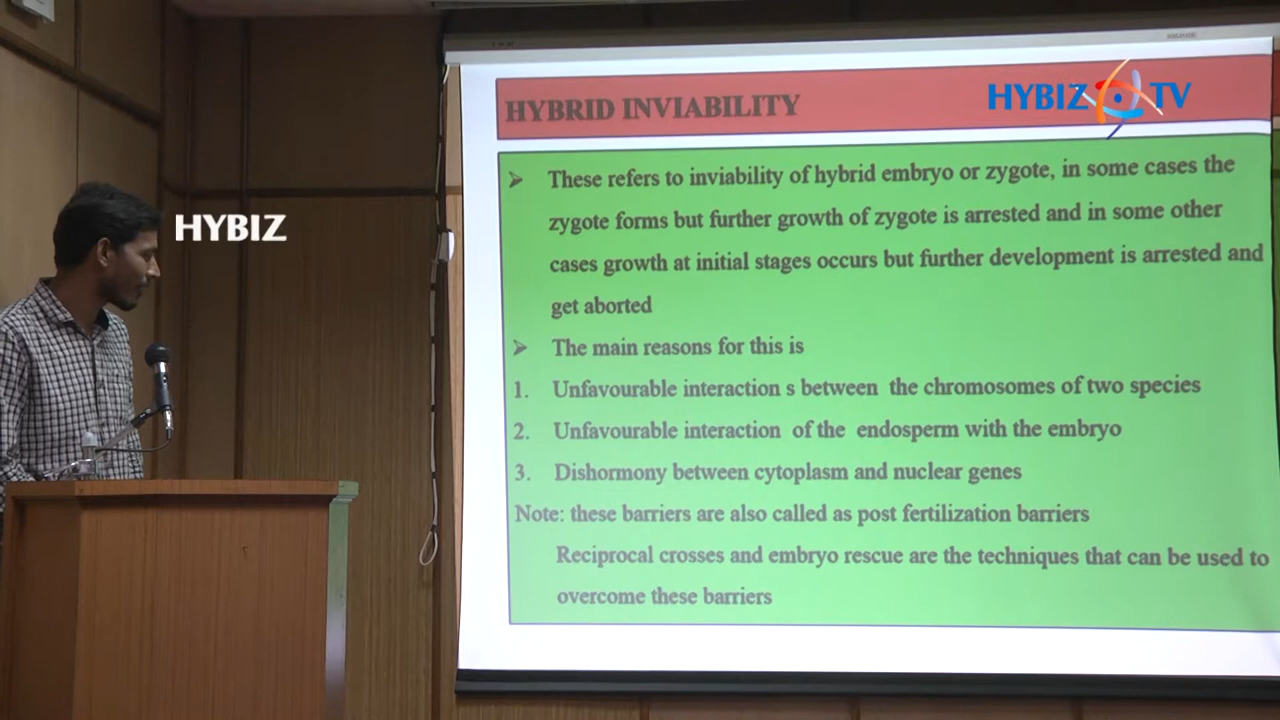 HYBRID INVIABILITY
HYBIZ TV
HYBIZ
➢ These refers to inviability of hybrid embryo or zygote, in some cases the
zygote forms but further growth of zygote is arrested and in some other
cases growth at initial stages occurs but further development is arrested and
get aborted
➢ The main reasons for this is
1. Unfavourable interaction s between the chromosomes of two species
2. Unfavourable interaction of the endosperm with the embryo
3. Dishormony between cytoplasm and nuclear genes
Note: these barriers are also called as post fertilization barriers
Reciprocal crosses and embryo rescue are the techniques that can be used to
overcome these barriers